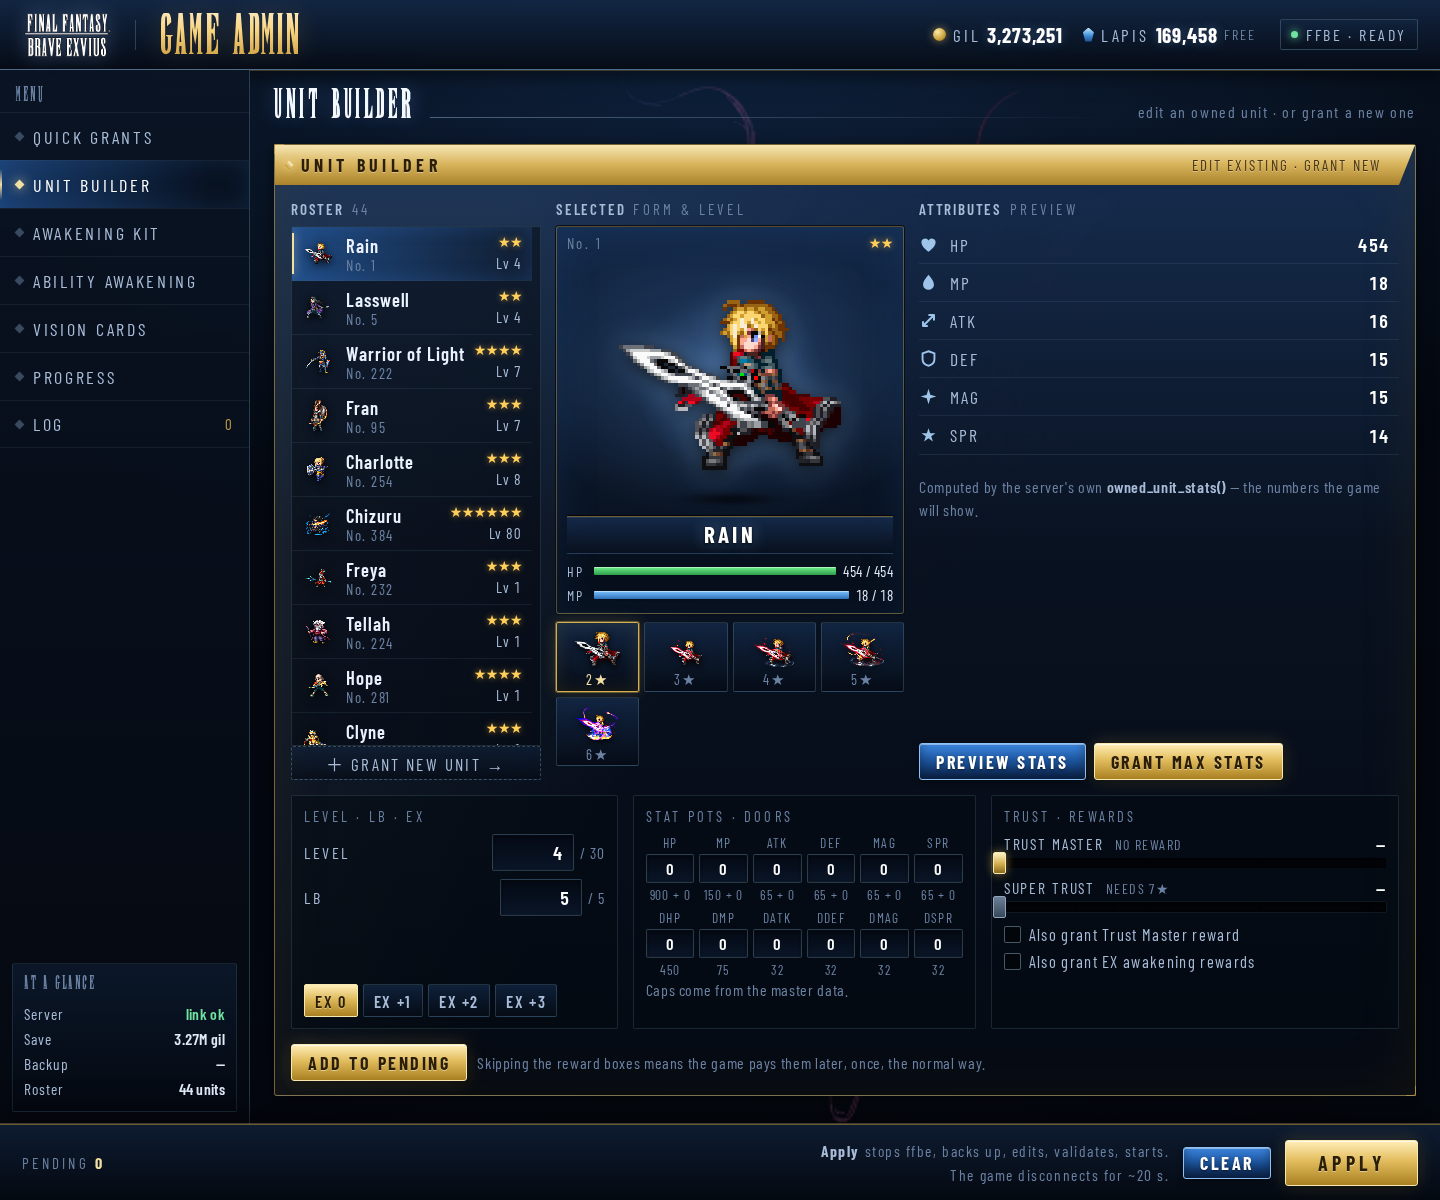 FINAL FANTASY
BRAVE EXVIUS
GAME ADMIN
GIL 3,273,251
LAPIS 169,458 FREE
FFBE · READY
MENU
QUICK GRANTS
UNIT BUILDER
AWAKENING KIT
ABILITY AWAKENING
VISION CARDS
PROGRESS
LOG 0
AT A GLANCE
Server link ok
Save 3.27M gil
Backup –
Roster 44 units
UNIT BUILDER
edit an owned unit · or grant a new one
UNIT BUILDER
EDIT EXISTING · GRANT NEW
ROSTER 44
Rain ★★
No. 1 Lv 4
Lasswell ★★
No. 5 Lv 4
Warrior of Light ★★★★
No. 222 Lv 7
Fran ★★★
No. 95 Lv 7
Charlotte ★★★
No. 254 Lv 8
Chizuru ★★★★★★
No. 384 Lv 80
Freya ★★★
No. 232 Lv 1
Tellah ★★★
No. 224 Lv 1
Hope ★★★★
No. 281 Lv 1
Clyne ★★★
+ GRANT NEW UNIT →
SELECTED FORM & LEVEL
No. 1 ★★
RAIN
HP 454 / 454
MP 18 / 18
2★
3★
4★
5★
6★
ATTRIBUTES PREVIEW
HP 454
MP 18
ATK 16
DEF 15
MAG 15
SPR 14
Computed by the server's own owned_unit_stats() — the numbers the game
will show.
PREVIEW STATS
GRANT MAX STATS
LEVEL · LB · EX
LEVEL 4 / 30
LB 5 / 5
EX 0 EX +1 EX +2 EX +3
STAT POTS · DOORS
HP MP ATK DEF MAG SPR
0 0 0 0 0 0
900 + 0 150 + 0 65 + 0 65 + 0 65 + 0 65 + 0
DHP DMP DATK DDEF DMAG DSPR
0 0 0 0 0 0
450 75 32 32 32 32
Caps come from the master data.
TRUST · REWARDS
TRUST MASTER NO REWARD –
SUPER TRUST NEEDS 7★ –
Also grant Trust Master reward
Also grant EX awakening rewards
ADD TO PENDING
Skipping the reward boxes means the game pays them later, once, the normal way.
PENDING 0
Apply stops ffbe, backs up, edits, validates, starts.
The game disconnects for ~20 s.
CLEAR
APPLY